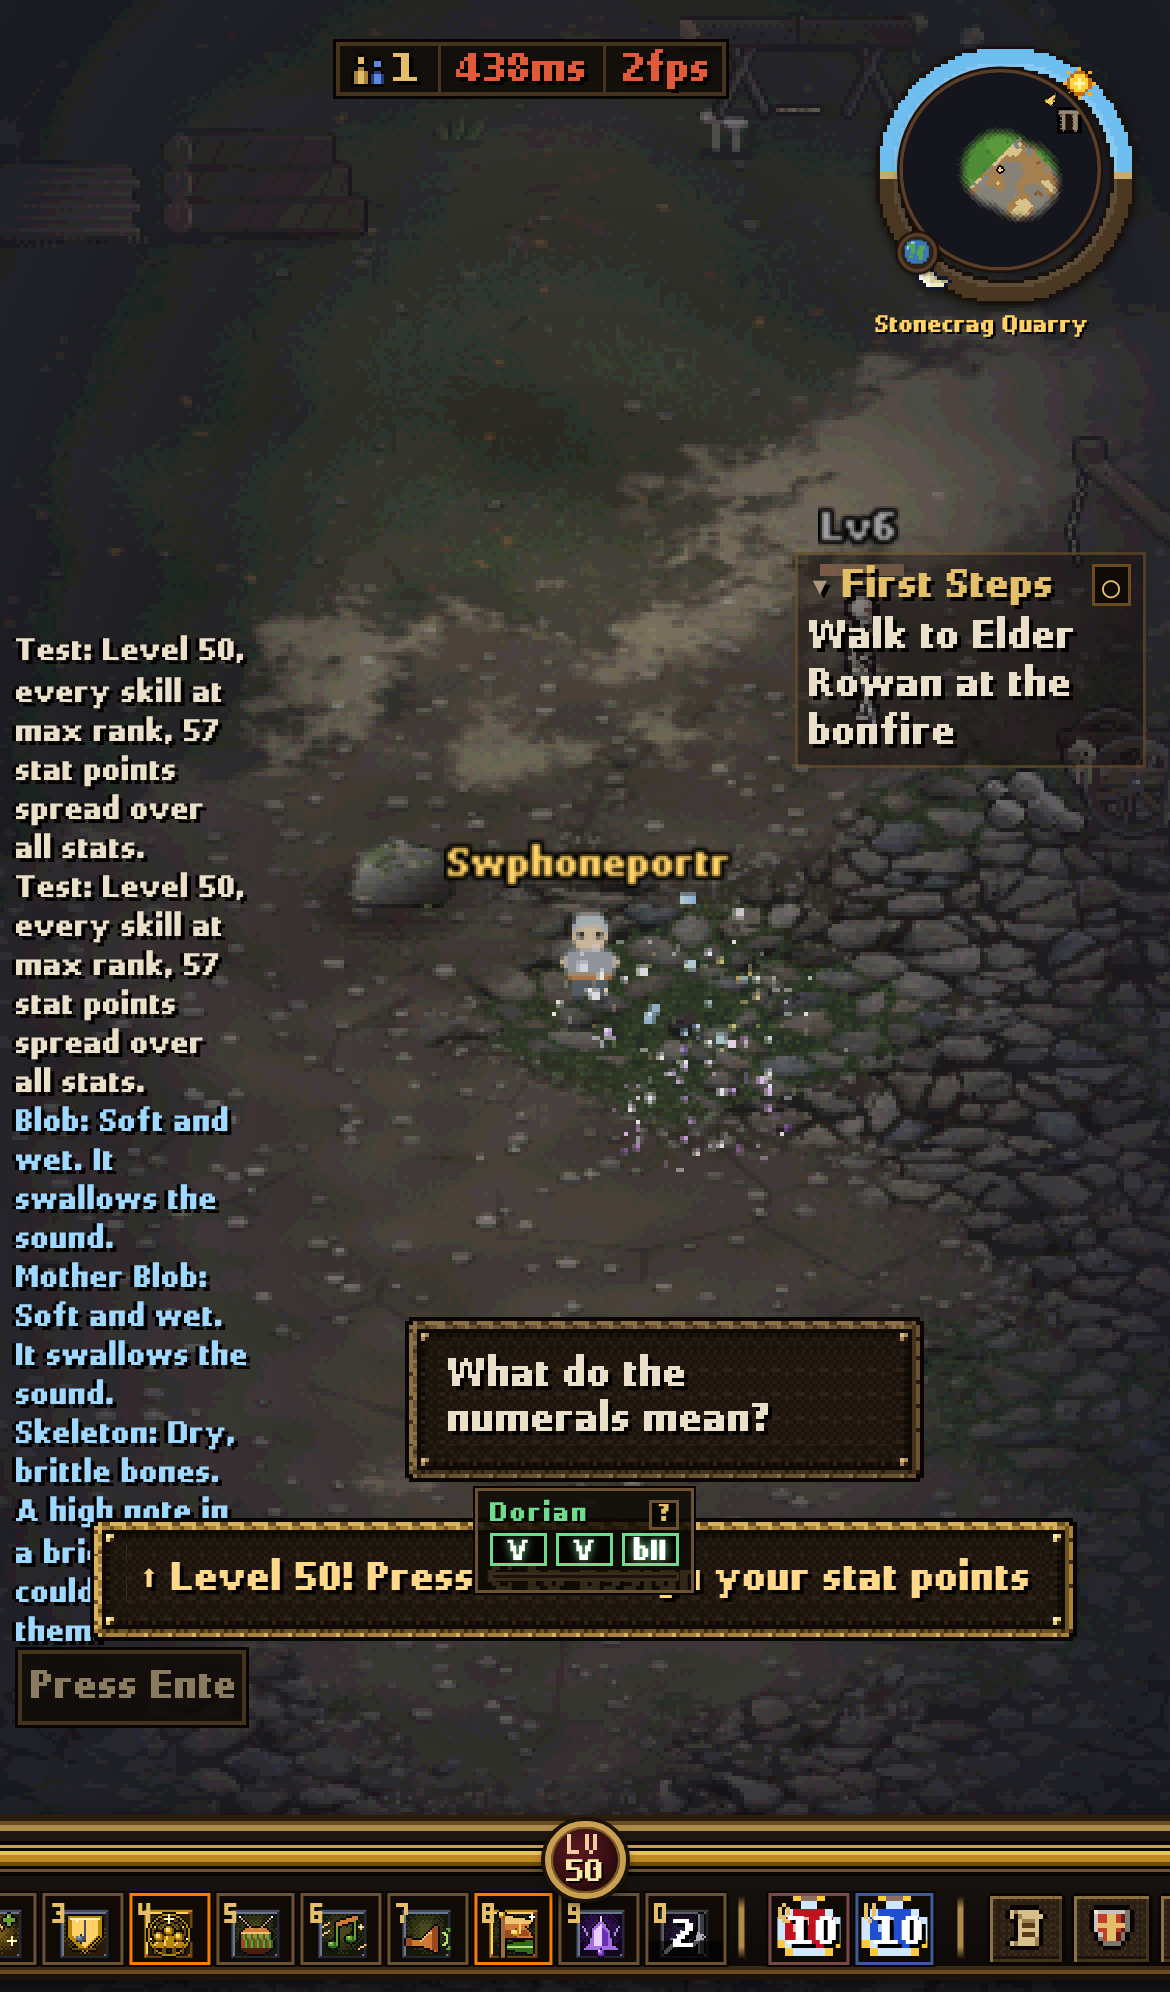 1 438ms 2fps
Stonecrag Quarry
Lv6
▼ First Steps
Walk to Elder
Rowan at the
bonfire
Test: Level 50,
every skill at
max rank, 57
stat points
spread over
all stats.
Test: Level 50,
every skill at
max rank, 57
stat points
spread over
all stats.
Blob: Soft and
wet. It
swallows the
sound.
Mother Blob:
Soft and wet.
It swallows the
sound.
Skeleton: Dry,
brittle bones.
A high note in
a bri
could
them
Swphoneportr
What do the
numerals mean?
Dorian ?
V V bII
↑ Level 50! Press your stat points
Press Ente
LV
50
3 4 5 6 7 8 9 0 2 10 10